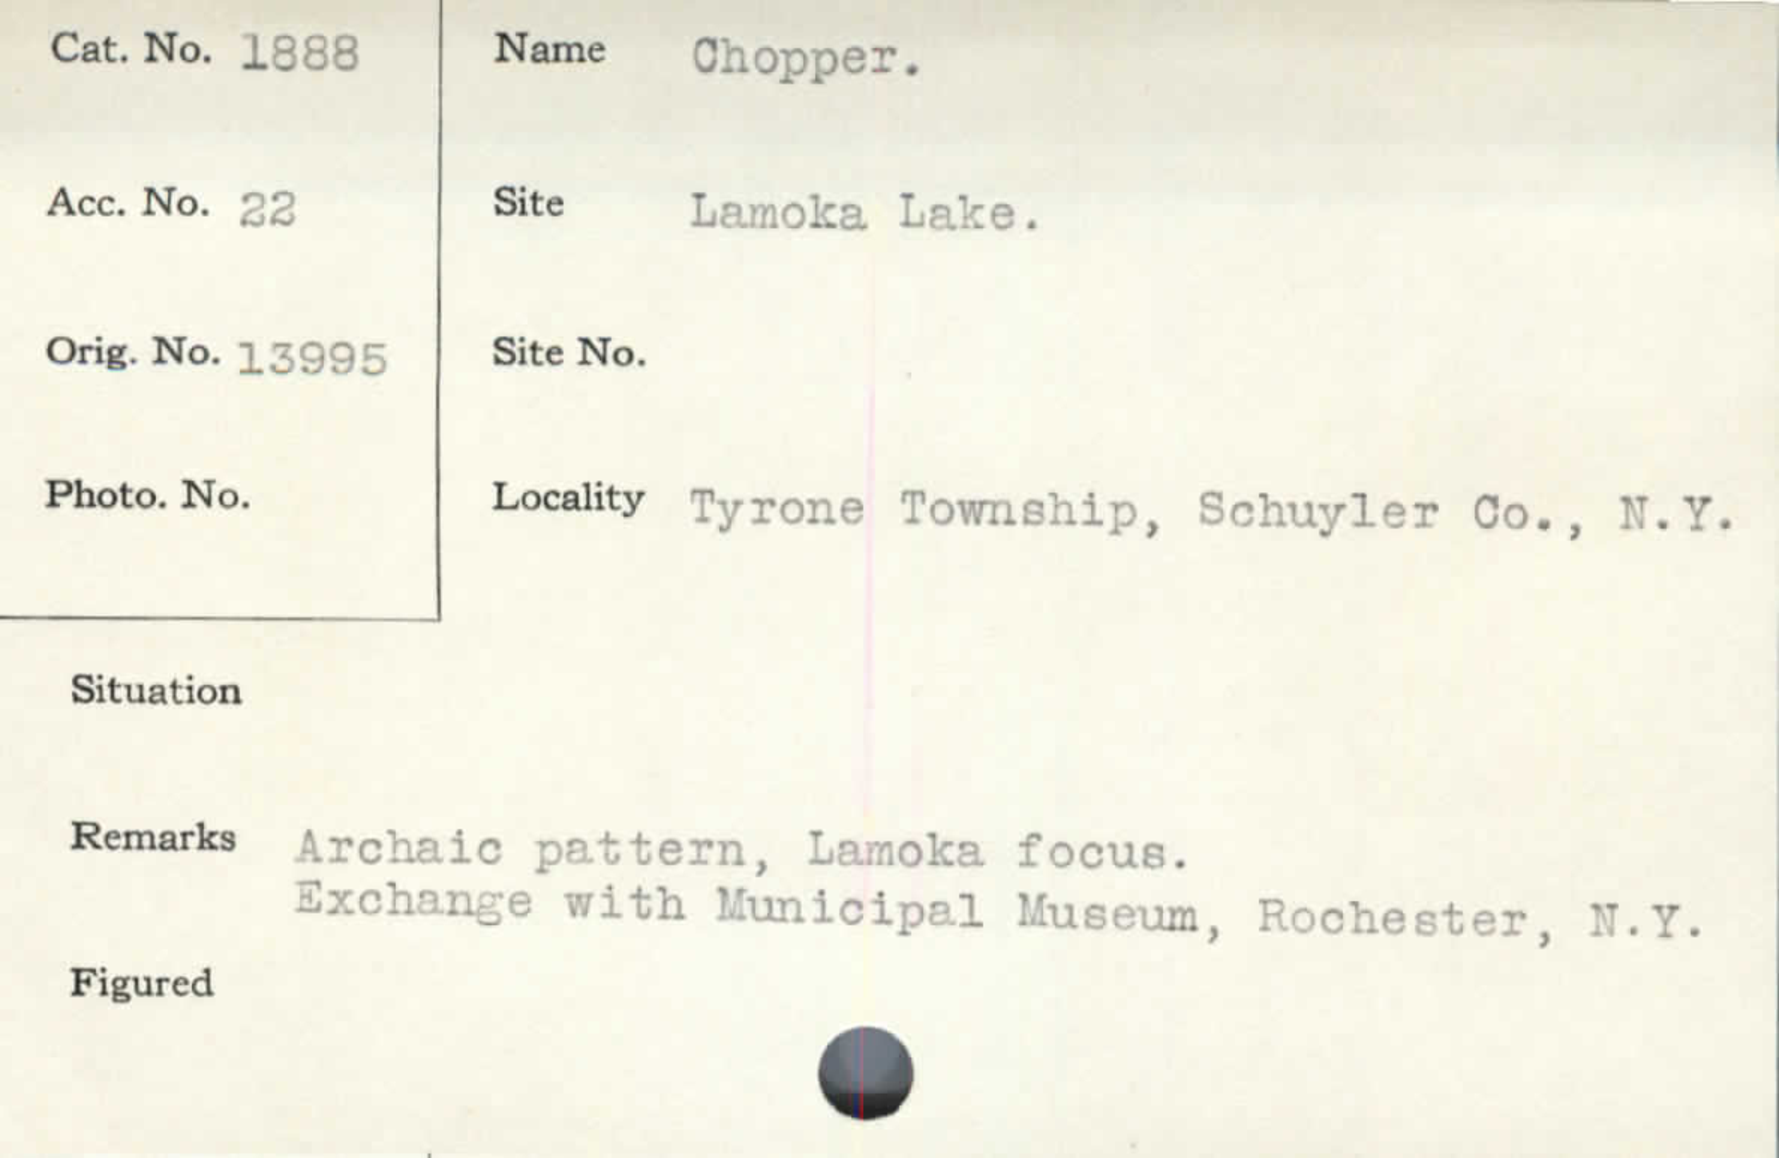 Cat. No. 1888
Name Chopper.
Acc. No. 22
Site Lamoka Lake.
Orig. No. 13995
Site No.
Photo. No.
Locality Tyrone Township, Schuyler Co., N.Y.
Situation
Remarks Archaic pattern, Lamoka focus.
Exchange with Municipal Museum, Rochester, N.Y.
Figured